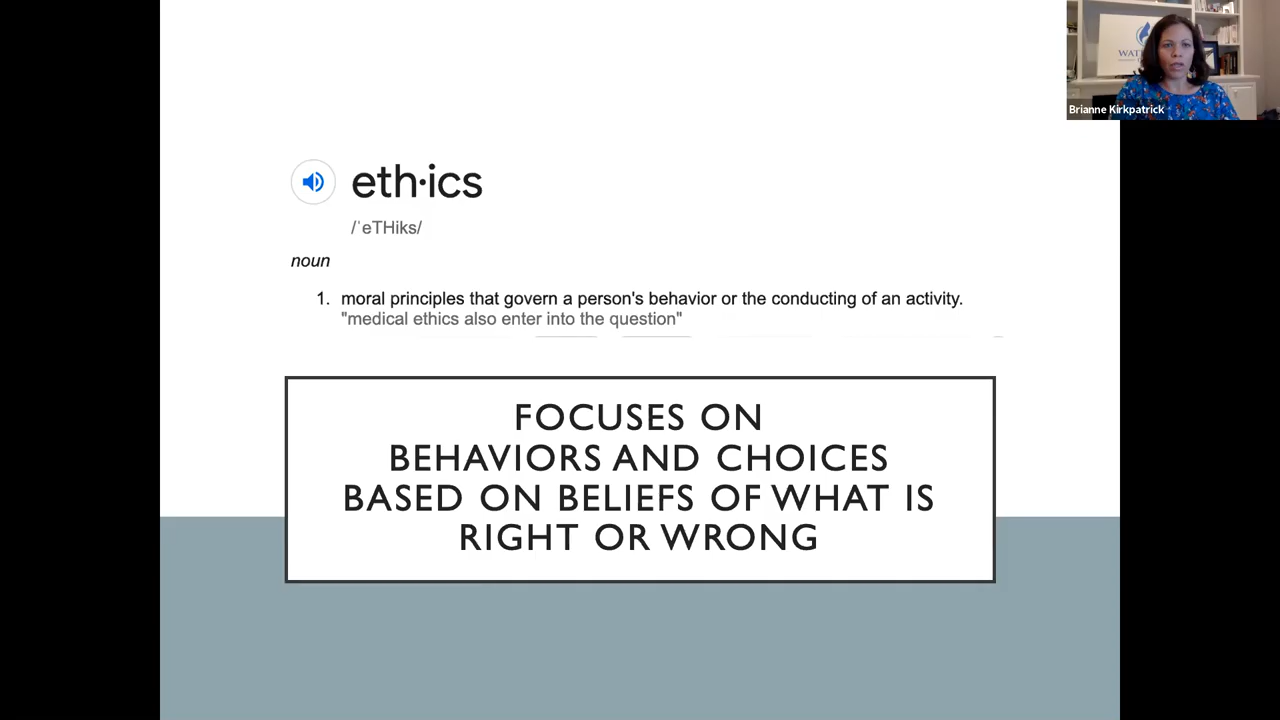 eth·ics
/ˈeTHiks/
noun
1. moral principles that govern a person's behavior or the conducting of an activity.
"medical ethics also enter into the question"
FOCUSES ON
BEHAVIORS AND CHOICES
BASED ON BELIEFS OF WHAT IS
RIGHT OR WRONG
Brianne Kirkpatrick